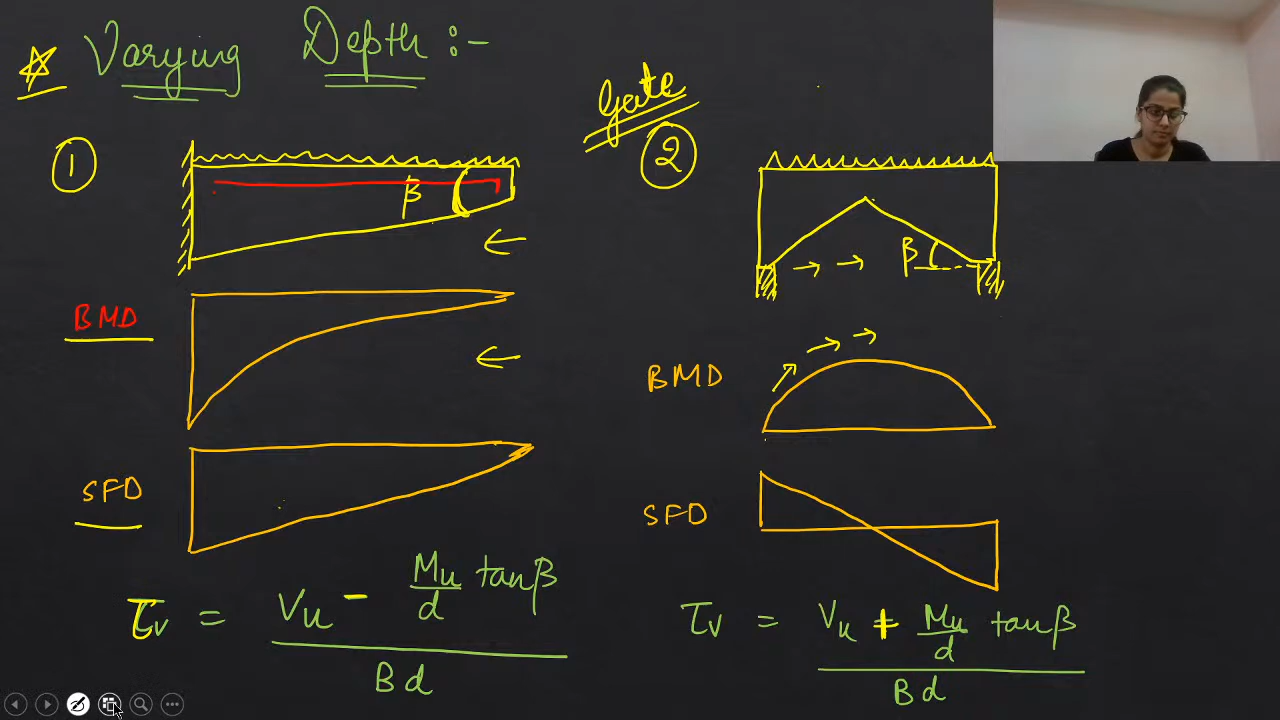 Varying Depth :-
Gate
①
②
β
β
BMD
BMD
SFD
SFD
τv = (Vu - Mu/d tanβ) / Bd
τv = (Vu + Mu/d tanβ) / Bd